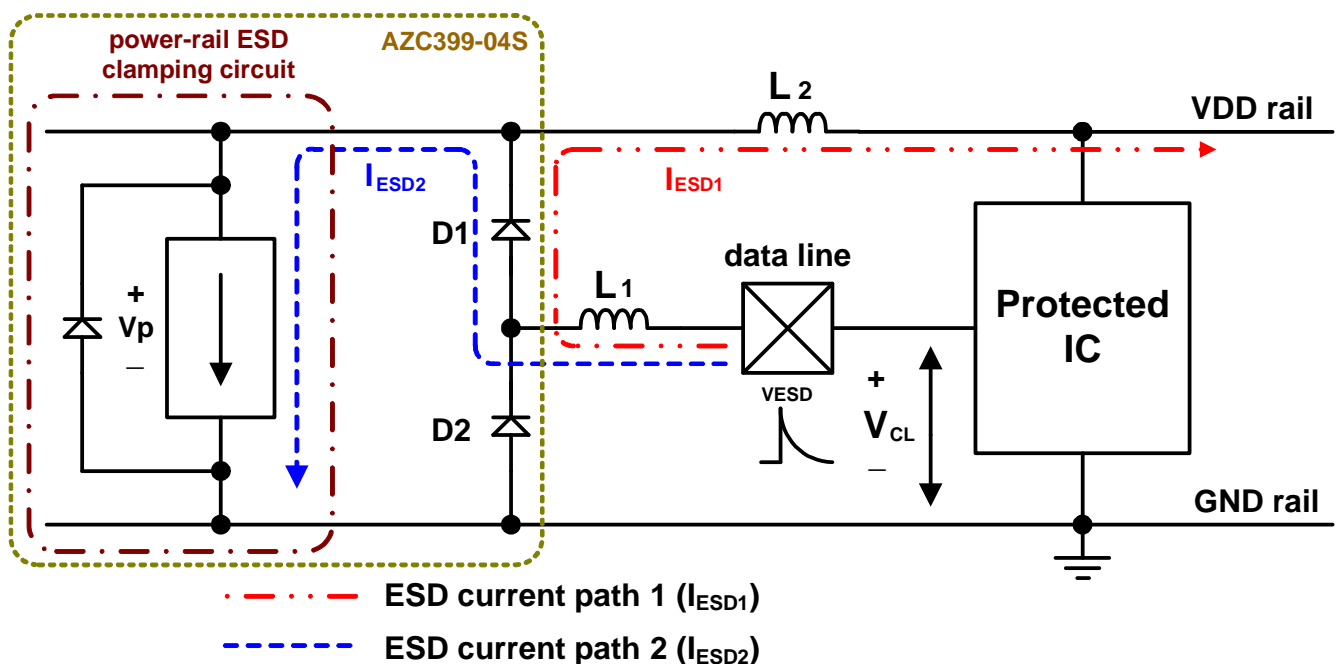 AZC399-04S
power-rail ESD
clamping circuit
L 2
VDD rail
IESD2
IESD1
D1
data line
L1
+
Vp
_
Protected
IC
VESD
+
VCL
_
D2
GND rail
ESD current path 1 (IESD1)
ESD current path 2 (IESD2)